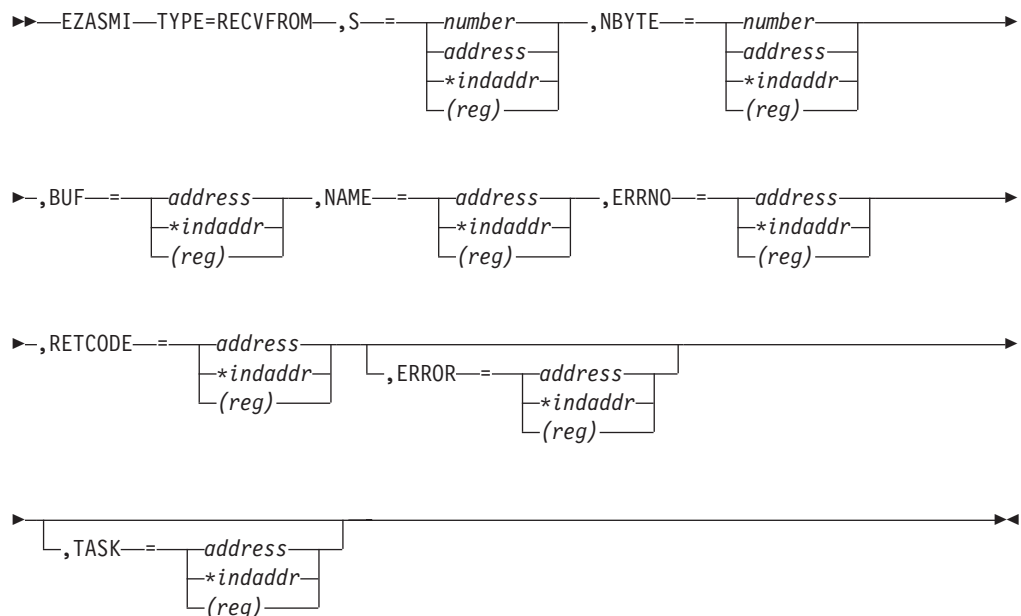 EZASMI TYPE=RECVFROM ,S = number ,NBYTE = number
address address
*indaddr *indaddr
(reg) (reg)
,BUF = address ,NAME = address ,ERRNO = address
*indaddr *indaddr *indaddr
(reg) (reg) (reg)
,RETCODE = address
*indaddr ,ERROR = address
(reg) *indaddr
(reg)
,TASK = address
*indaddr
(reg)